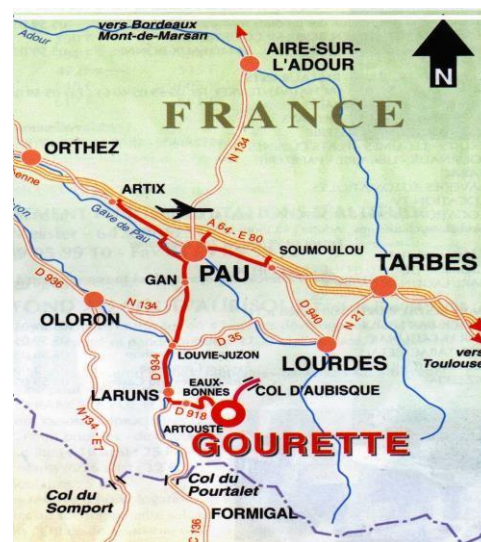 vers Bordeaux
Mont-de-Marsan
Adour
AIRE-SUR-
L'ADOUR
N
FRANCE
ORTHEZ
N 134
ARTIX
Gave de Pau
A 64 - E 80
SOUMOULOU
PAU
TARBES
GAN
D 936
N 134
OLORON
D 940
N 21
D 35
LOUVIE-JUZON
LOURDES
vers
Toulouse
D 934
EAUX-
BONNES
COL D'AUBISQUE
LARUNS
D 918
ARTOUSTE
GOURETTE
N134 - E7
Col du
Somport
Col du
Pourtalet
FORMIGAL
C 136